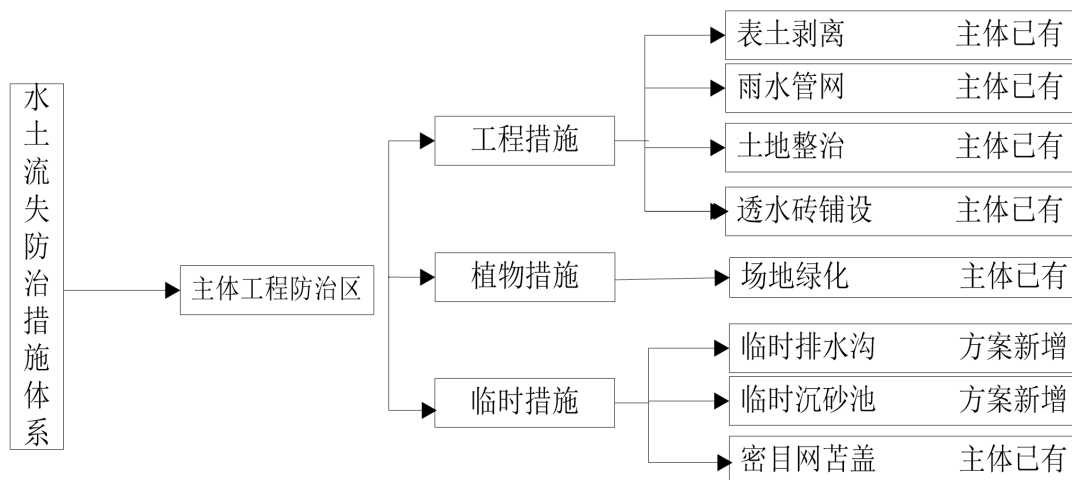 水土流失防治措施体系
主体工程防治区
工程措施
表土剥离 主体已有
雨水管网 主体已有
土地整治 主体已有
透水砖铺设 主体已有
植物措施
场地绿化 主体已有
临时措施
临时排水沟 方案新增
临时沉砂池 方案新增
密目网苫盖 主体已有